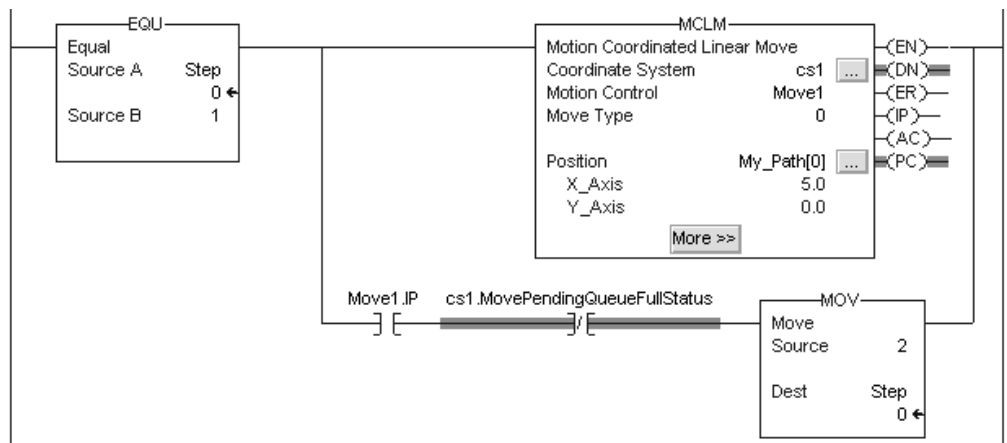 EQU
Equal
Source A Step
0
Source B 1
MCLM
Motion Coordinated Linear Move
Coordinate System cs1 ...
Motion Control Move1
Move Type 0
Position My_Path[0] ...
X_Axis 5.0
Y_Axis 0.0
More >>
(EN)
(DN)
(ER)
(IP)
(AC)
(PC)
Move1.IP cs1.MovePendingQueueFullStatus
MOV
Move
Source 2
Dest Step
0